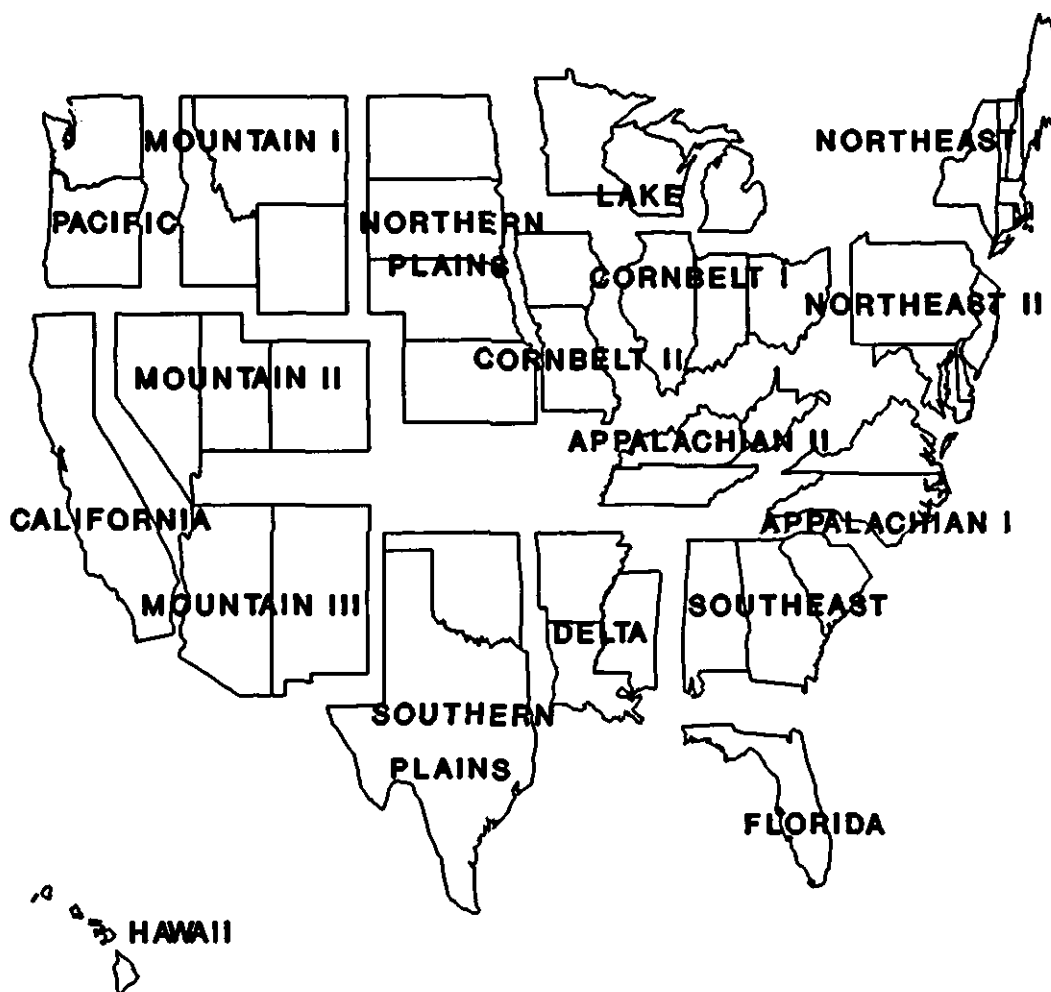 MOUNTAIN I
NORTHEAST I
LAKE
PACIFIC
NORTHERN
PLAINS
CORNBELT I
NORTHEAST II
CORNBELT II
MOUNTAIN II
APPALACHIAN II
CALIFORNIA
APPALACHIAN I
MOUNTAIN III
SOUTHEAST
DELTA
SOUTHERN
PLAINS
FLORIDA
HAWAII